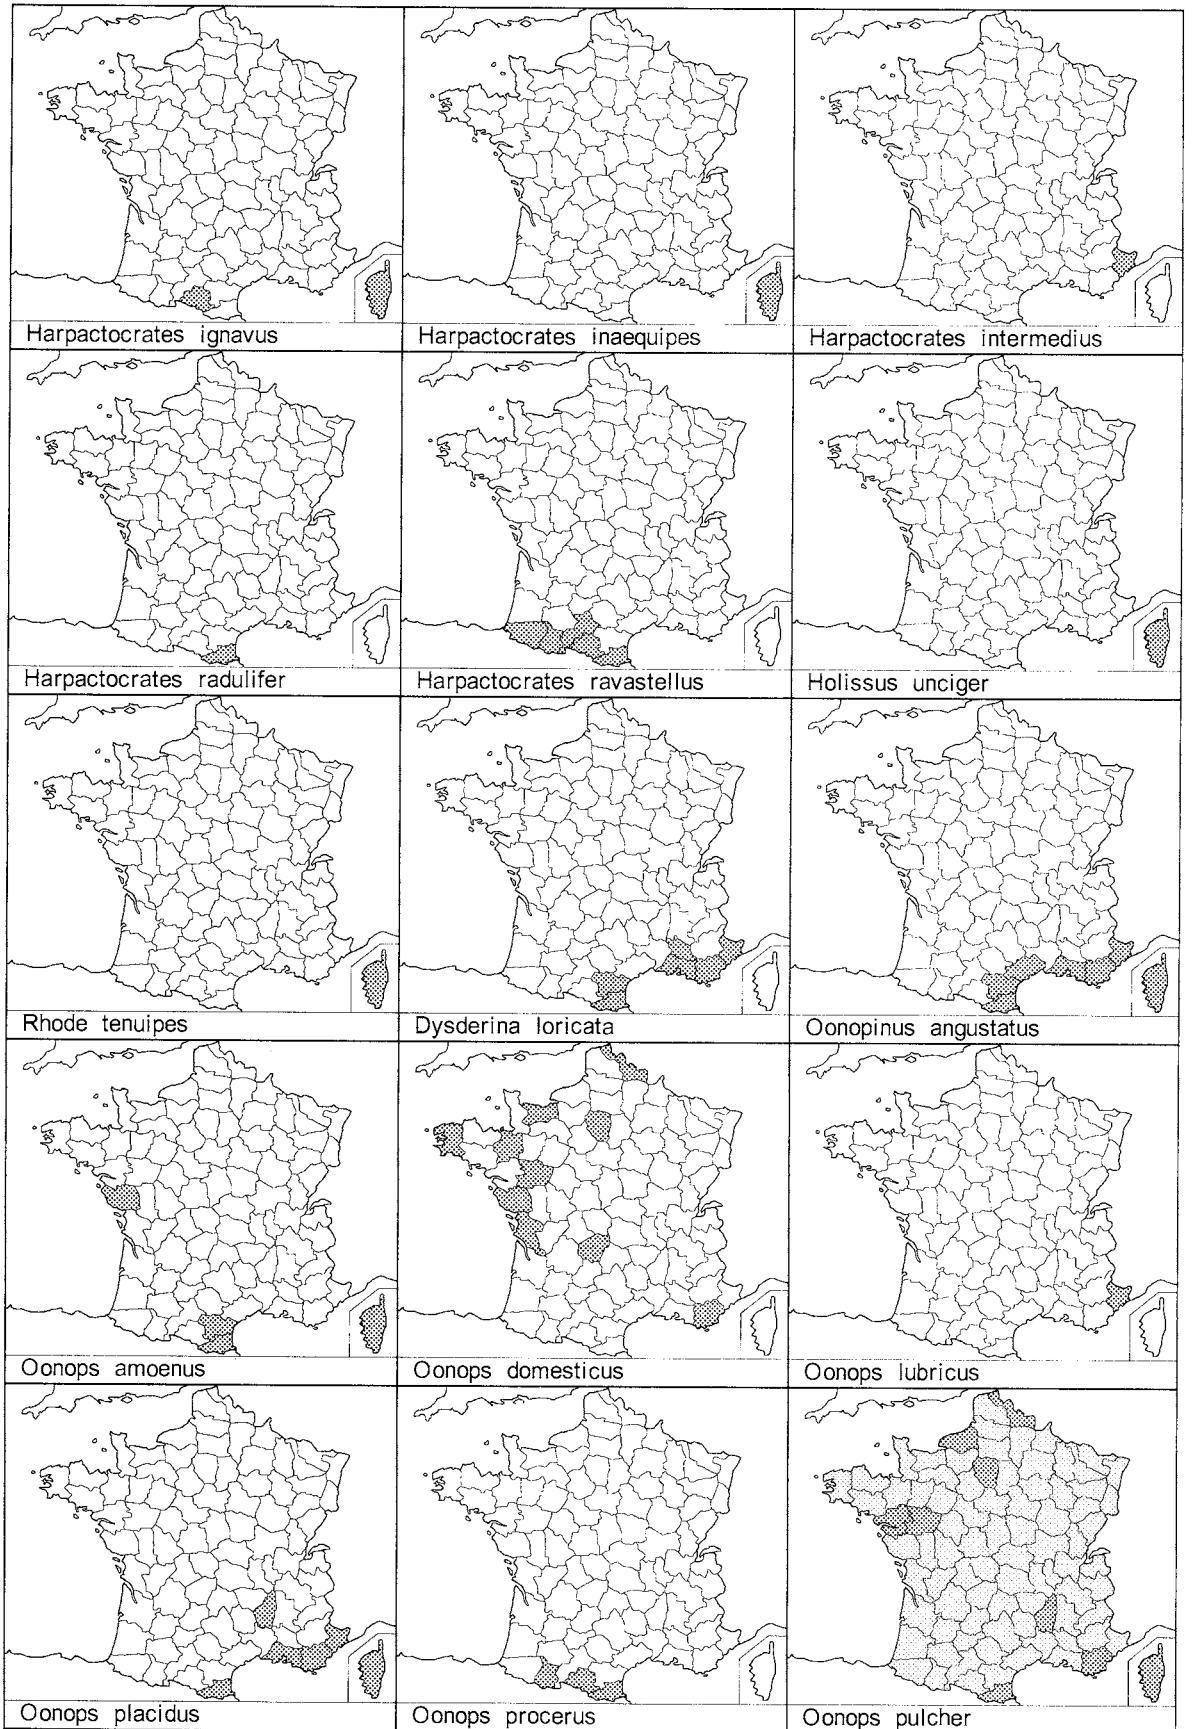 Harpactocrates ignavus
Harpactocrates inaequipes
Harpactocrates intermedius
Harpactocrates radulifer
Harpactocrates ravastellus
Holissus unciger
Rhode tenuipes
Dysderina loricata
Oonopinus angustatus
Oonops amoenus
Oonops domesticus
Oonops lubricus
Oonops placidus
Oonops procerus
Oonops pulcher